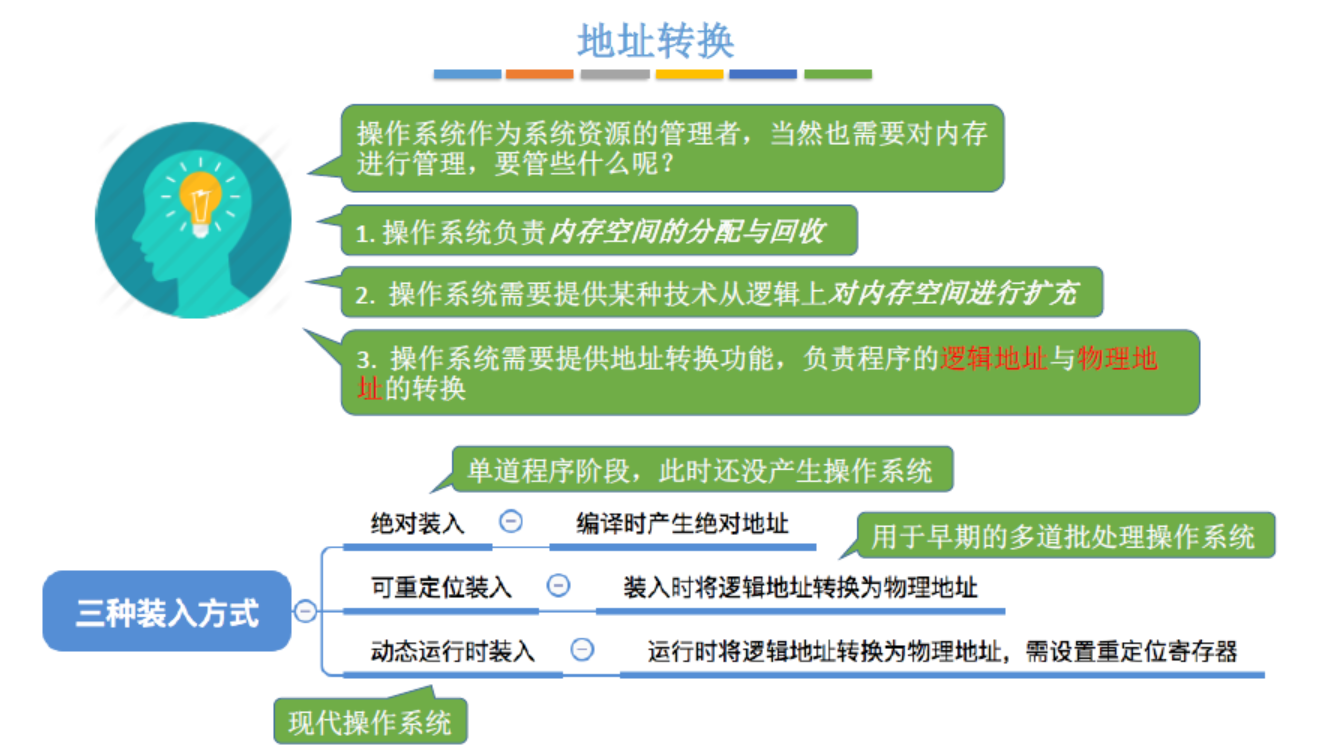 地址转换
操作系统作为系统资源的管理者，当然也需要对内存
进行管理，要管些什么呢？
1. 操作系统负责内存空间的分配与回收
2. 操作系统需要提供某种技术从逻辑上对内存空间进行扩充
3. 操作系统需要提供地址转换功能，负责程序的逻辑地址与物理地
址的转换
单道程序阶段，此时还没产生操作系统
绝对装入
编译时产生绝对地址
用于早期的多道批处理操作系统
可重定位装入
装入时将逻辑地址转换为物理地址
三种装入方式
动态运行时装入
运行时将逻辑地址转换为物理地址，需设置重定位寄存器
现代操作系统